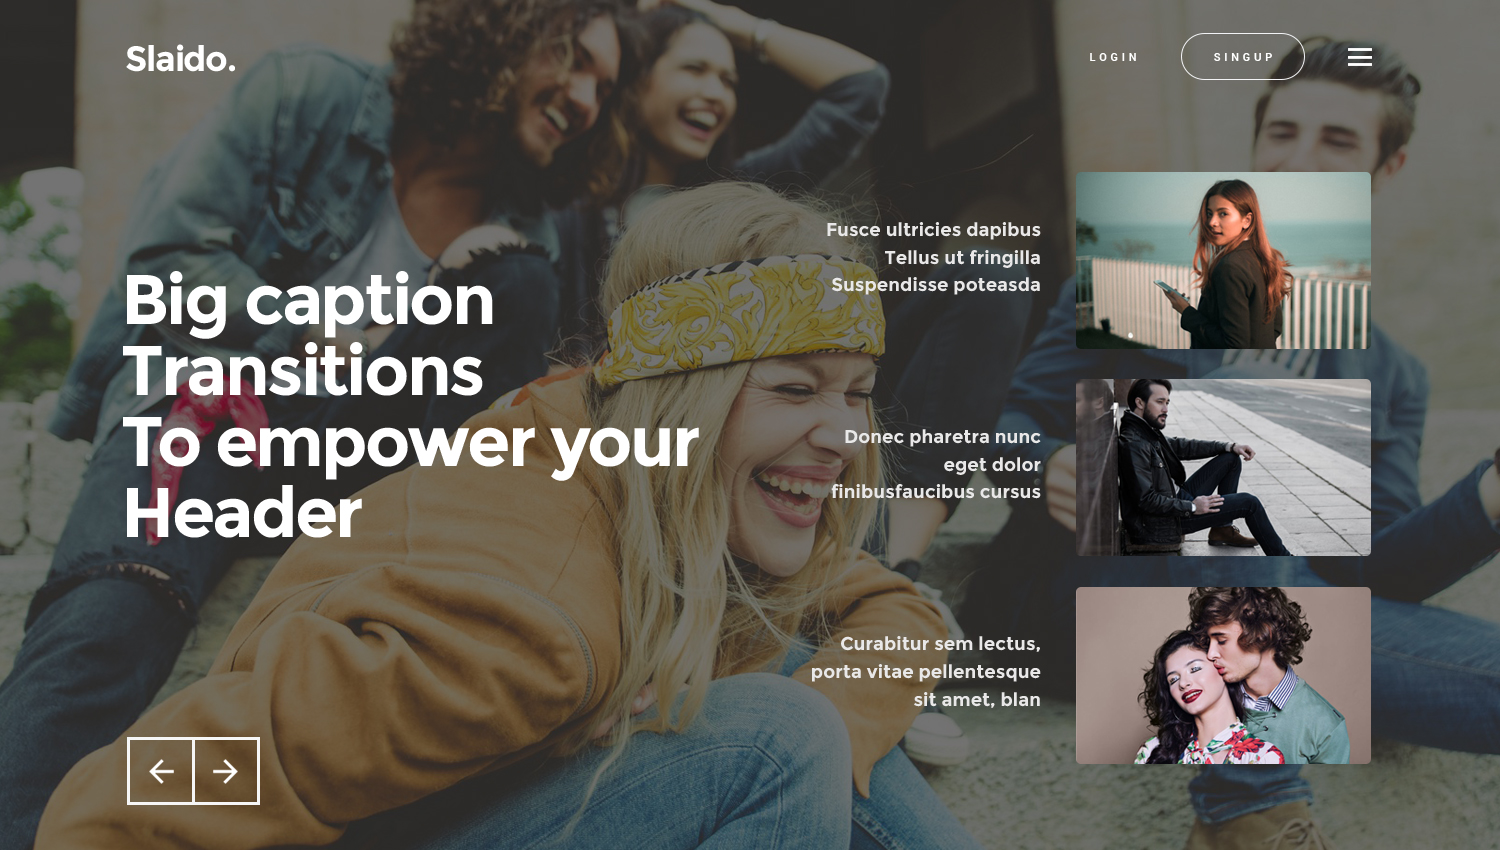 Slaido.
LOGIN
SINGUP
Big caption
Transitions
To empower your
Header
Fusce ultricies dapibus
Tellus ut fringilla
Suspendisse poteasda
Donec pharetra nunc
eget dolor
finibusfaucibus cursus
Curabitur sem lectus,
porta vitae pellentesque
sit amet, blan